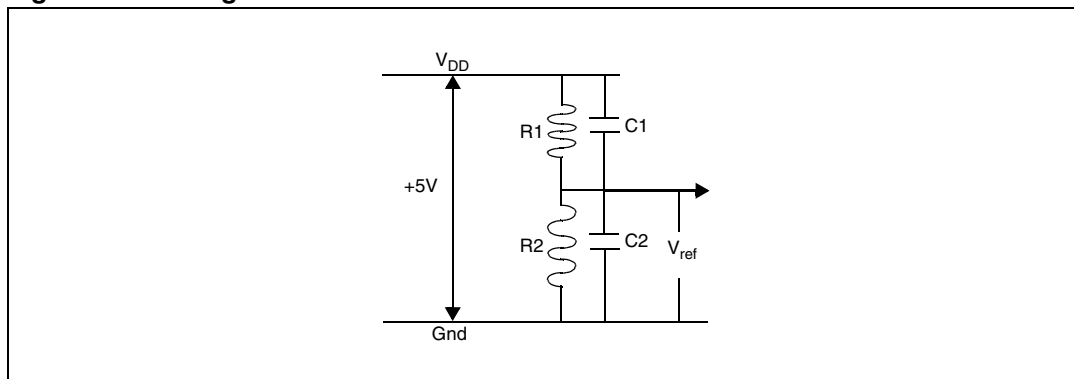 V_DD
R1
C1
+5V
R2
C2
V_ref
Gnd